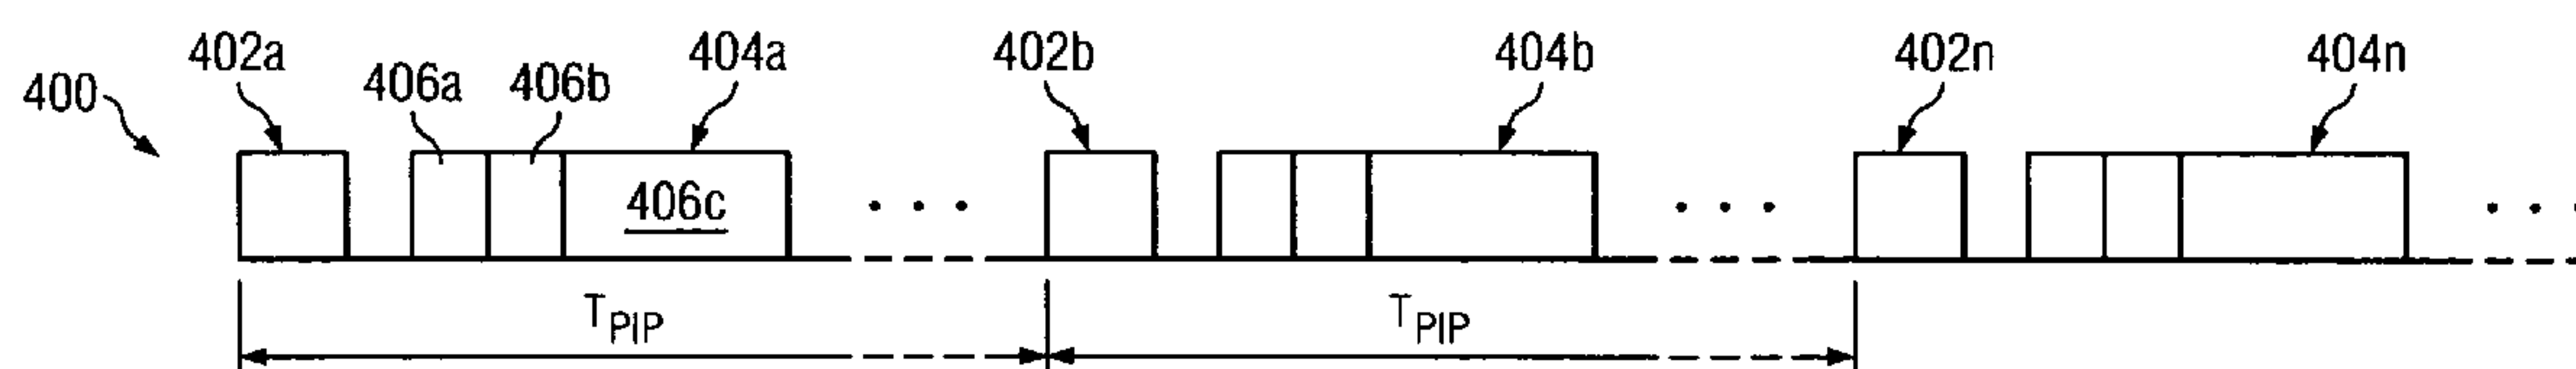 400
402a
406a
406b
404a
402b
404b
402n
404n
406c
. . .
. . .
. . .
TPIP
TPIP